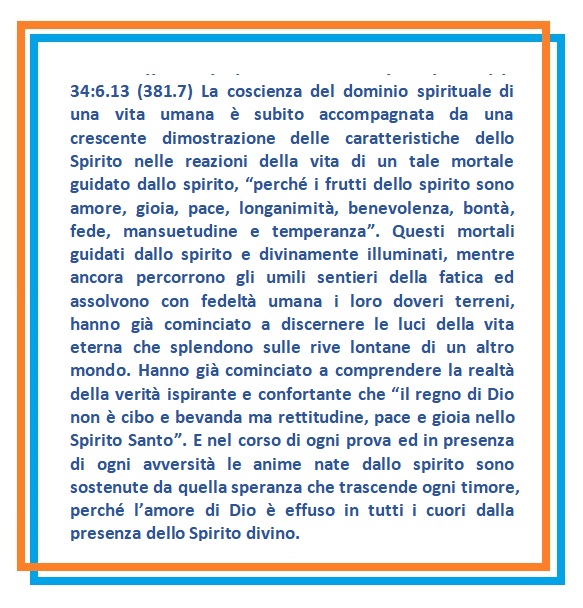 34:6.13 (381.7) La coscienza del dominio spirituale di
una vita umana è subito accompagnata da una
crescente dimostrazione delle caratteristiche dello
Spirito nelle reazioni della vita di un tale mortale
guidato dallo spirito, “perché i frutti dello spirito sono
amore, gioia, pace, longanimità, benevolenza, bontà,
fede, mansuetudine e temperanza”. Questi mortali
guidati dallo spirito e divinamente illuminati, mentre
ancora percorrono gli umili sentieri della fatica ed
assolvono con fedeltà umana i loro doveri terreni,
hanno già cominciato a discernere le luci della vita
eterna che splendono sulle rive lontane di un altro
mondo. Hanno già cominciato a comprendere la realtà
della verità ispirante e confortante che “il regno di Dio
non è cibo e bevanda ma rettitudine, pace e gioia nello
Spirito Santo”. E nel corso di ogni prova ed in presenza
di ogni avversità le anime nate dallo spirito sono
sostenute da quella speranza che trascende ogni timore,
perché l’amore di Dio è effuso in tutti i cuori dalla
presenza dello Spirito divino.